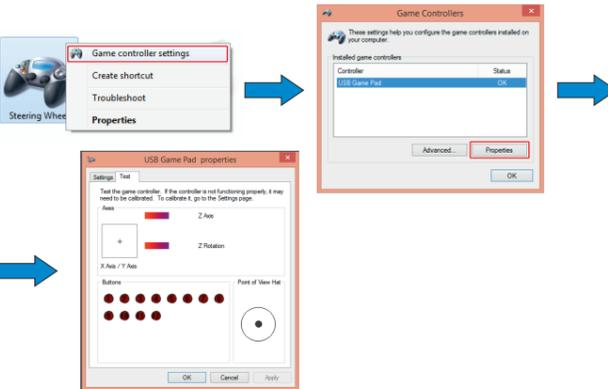 Game controller settings
Create shortcut
Troubleshoot
Properties
Steering Whee
Game Controllers
These settings help you configure the game controllers installed on
your computer.
Installed game controllers
Controller Status
USB Game Pad OK
Advanced... Properties
OK
USB Game Pad properties
Settings Test
Test the game controller. If the controller is not functioning properly, it may
need to be calibrated. To calibrate it, go to the Settings page.
Axes
Z Axis
Z Rotation
X Axis / Y Axis
Buttons
Point of View Hat
OK Cancel Apply